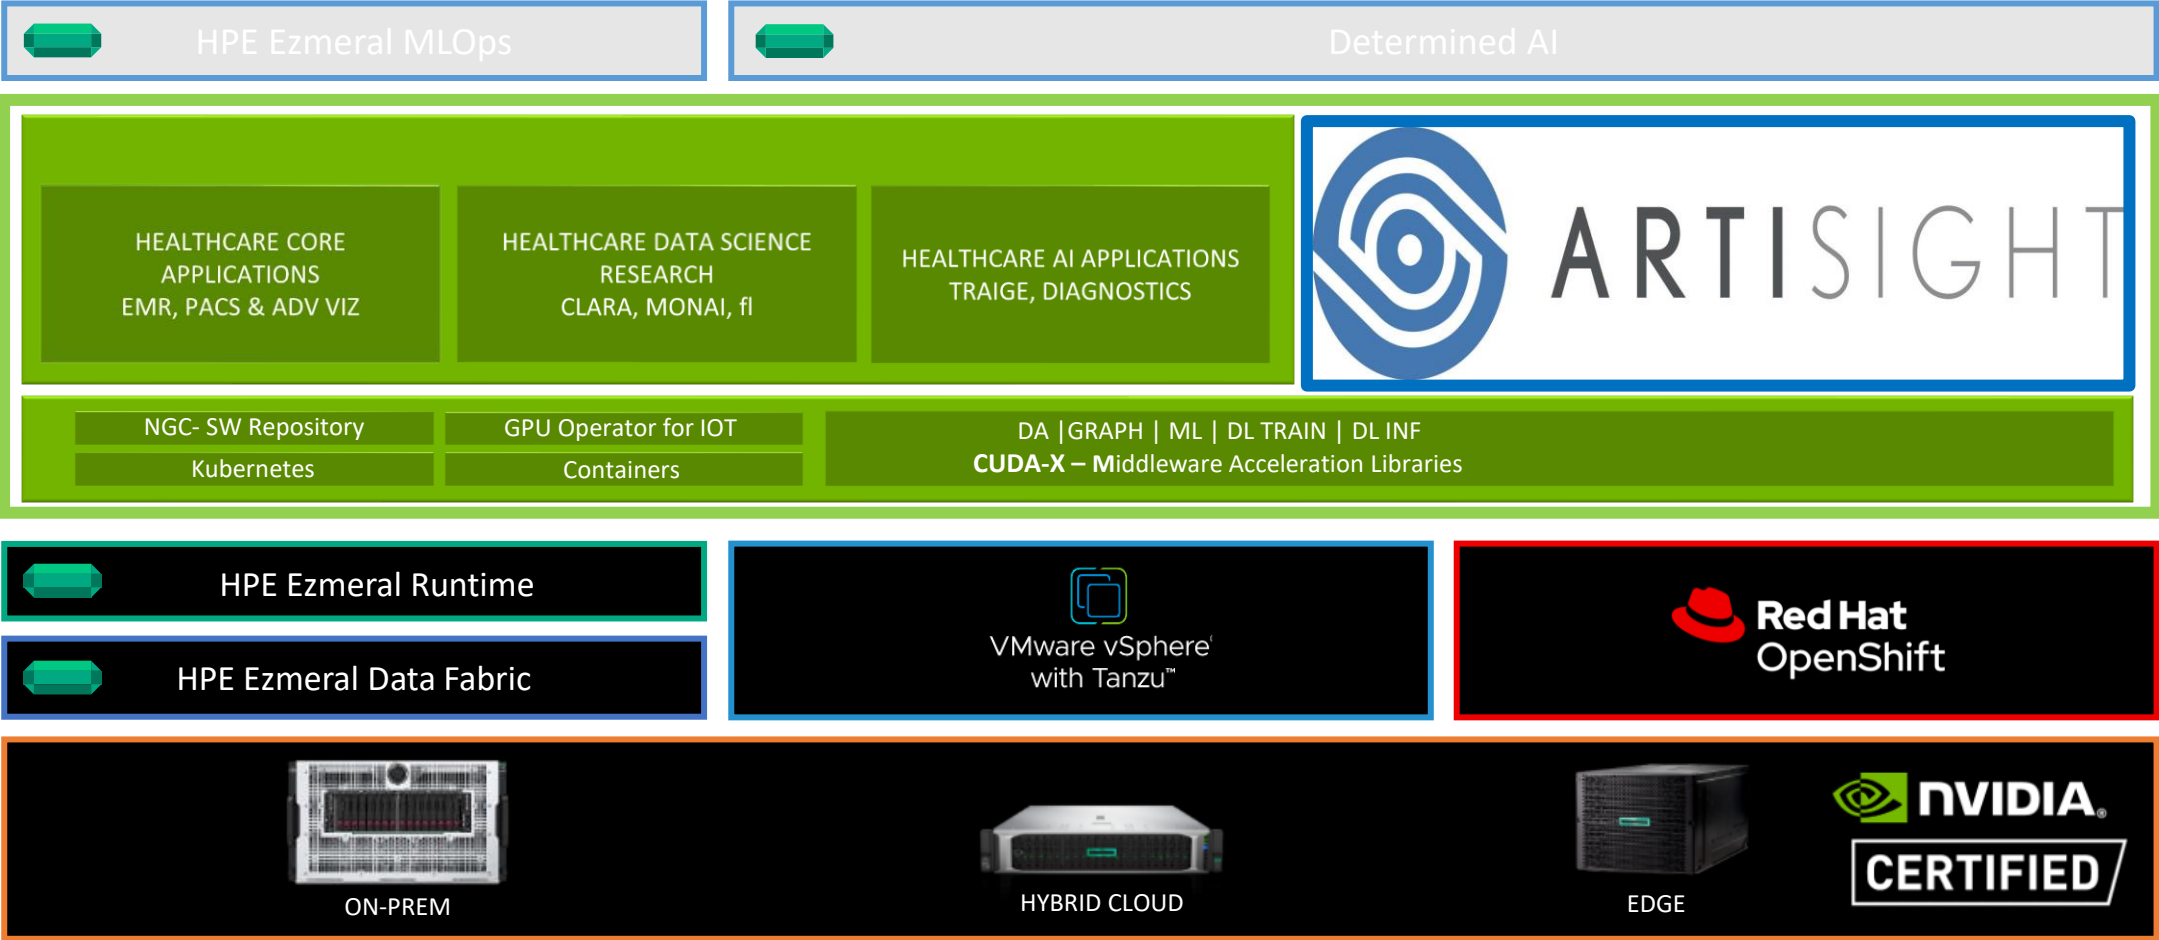 HPE Ezmeral MLOps
Determined AI
HEALTHCARE CORE
APPLICATIONS
EMR, PACS & ADV VIZ
HEALTHCARE DATA SCIENCE
RESEARCH
CLARA, MONAI, fl
HEALTHCARE AI APPLICATIONS
TRAIGE, DIAGNOSTICS
ARTISIGHT
NGC- SW Repository
GPU Operator for IOT
Kubernetes
Containers
DA |GRAPH | ML | DL TRAIN | DL INF
CUDA-X – Middleware Acceleration Libraries
HPE Ezmeral Runtime
HPE Ezmeral Data Fabric
VMware vSphere
with Tanzu™
Red Hat
OpenShift
ON-PREM
HYBRID CLOUD
EDGE
NVIDIA®
CERTIFIED